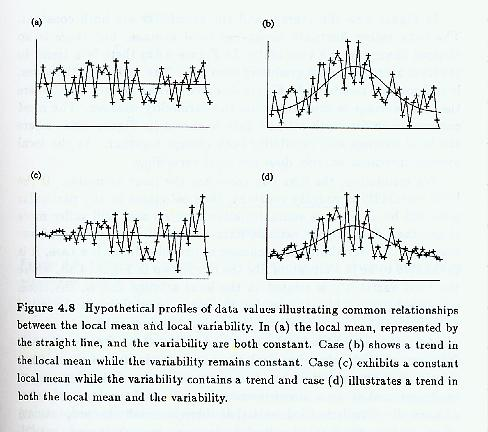 (a)
(b)
(c)
(d)
Figure 4.8 Hypothetical profiles of data values illustrating common relationships
between the local mean and local variability. In (a) the local mean, represented by
the straight line, and the variability are both constant. Case (b) shows a trend in
the local mean while the variability remains constant. Case (c) exhibits a constant
local mean while the variability contains a trend and case (d) illustrates a trend in
both the local mean and the variability.